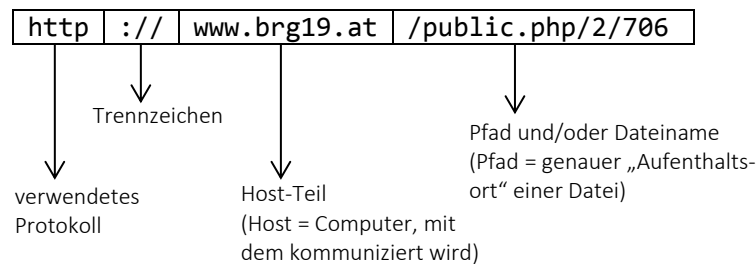 http :// www.brg19.at /public.php/2/706
Trennzeichen
Pfad und/oder Dateiname
(Pfad = genauer „Aufenthalts-
ort“ einer Datei)
verwendetes
Protokoll
Host-Teil
(Host = Computer, mit
dem kommuniziert wird)